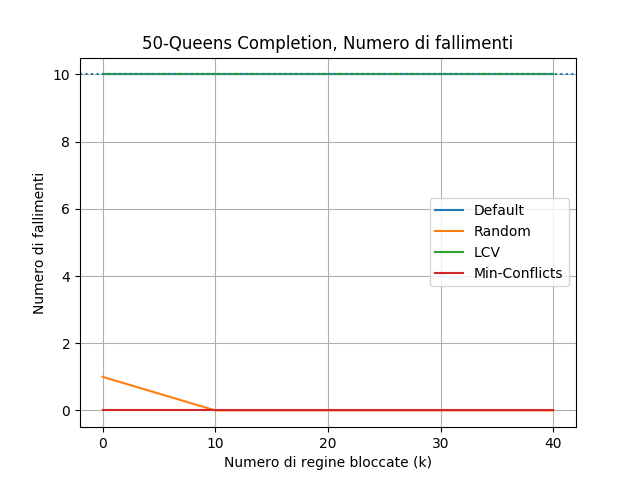 50-Queens Completion, Numero di fallimenti
Numero di fallimenti
10
8
6
4
2
0
Default
Random
LCV
Min-Conflicts
0 10 20 30 40
Numero di regine bloccate (k)